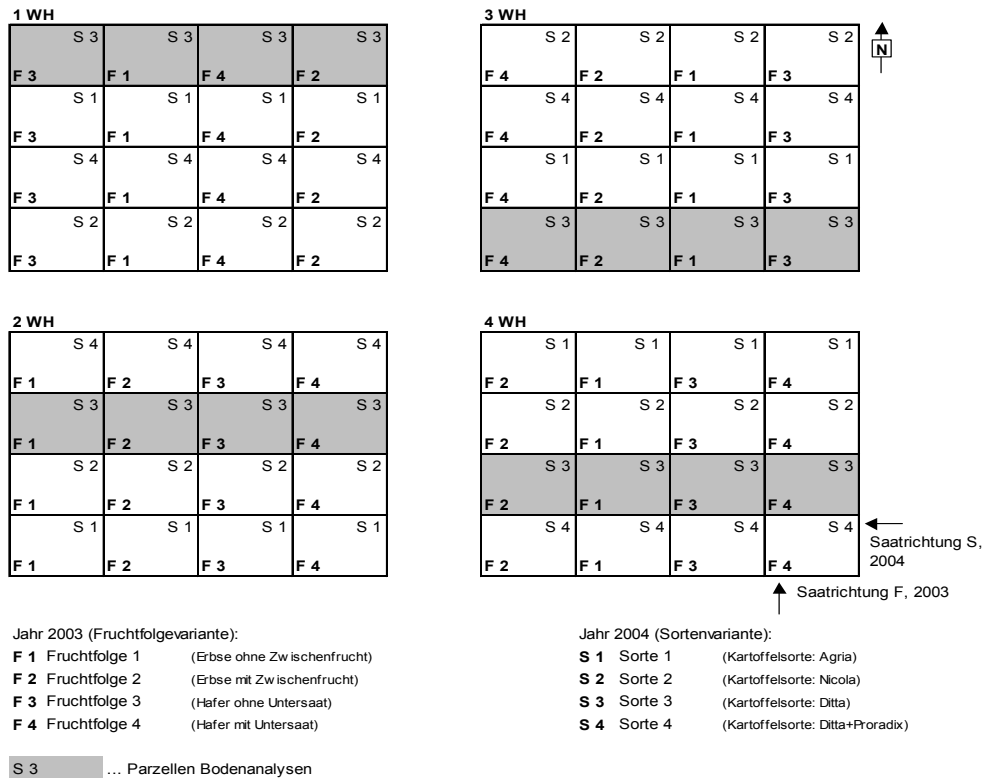 1 WH
S 3 S 3 S 3 S 3
F 3 F 1 F 4 F 2
S 1 S 1 S 1 S 1
F 3 F 1 F 4 F 2
S 4 S 4 S 4 S 4
F 3 F 1 F 4 F 2
S 2 S 2 S 2 S 2
F 3 F 1 F 4 F 2
3 WH
S 2 S 2 S 2 S 2
F 4 F 2 F 1 F 3
S 4 S 4 S 4 S 4
F 4 F 2 F 1 F 3
S 1 S 1 S 1 S 1
F 4 F 2 F 1 F 3
S 3 S 3 S 3 S 3
F 4 F 2 F 1 F 3
N
2 WH
S 4 S 4 S 4 S 4
F 1 F 2 F 3 F 4
S 3 S 3 S 3 S 3
F 1 F 2 F 3 F 4
S 2 S 2 S 2 S 2
F 1 F 2 F 3 F 4
S 1 S 1 S 1 S 1
F 1 F 2 F 3 F 4
4 WH
S 1 S 1 S 1 S 1
F 2 F 1 F 3 F 4
S 2 S 2 S 2 S 2
F 2 F 1 F 3 F 4
S 3 S 3 S 3 S 3
F 2 F 1 F 3 F 4
S 4 S 4 S 4 S 4
F 2 F 1 F 3 F 4
Saatrichtung S,
2004
Saatrichtung F, 2003
Jahr 2003 (Fruchtfolgevariante):
F 1 Fruchtfolge 1 (Erbse ohne Zwischenfrucht)
F 2 Fruchtfolge 2 (Erbse mit Zwischenfrucht)
F 3 Fruchtfolge 3 (Hafer ohne Untersaat)
F 4 Fruchtfolge 4 (Hafer mit Untersaat)
Jahr 2004 (Sortenvariante):
S 1 Sorte 1 (Kartoffelsorte: Agria)
S 2 Sorte 2 (Kartoffelsorte: Nicola)
S 3 Sorte 3 (Kartoffelsorte: Ditta)
S 4 Sorte 4 (Kartoffelsorte: Ditta+Proradix)
S 3 ... Parzellen Bodenanalysen